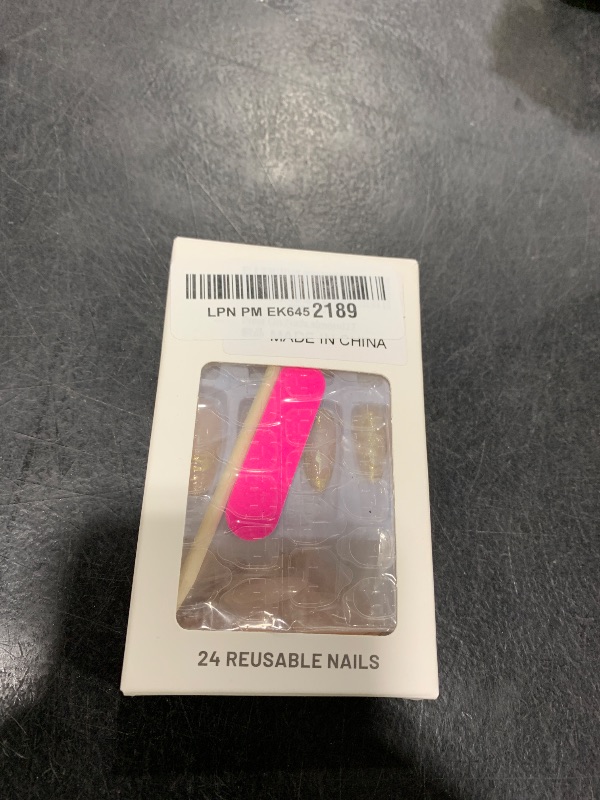 LPN PM EK6452189
MADE IN CHINA
24 REUSABLE NAILS